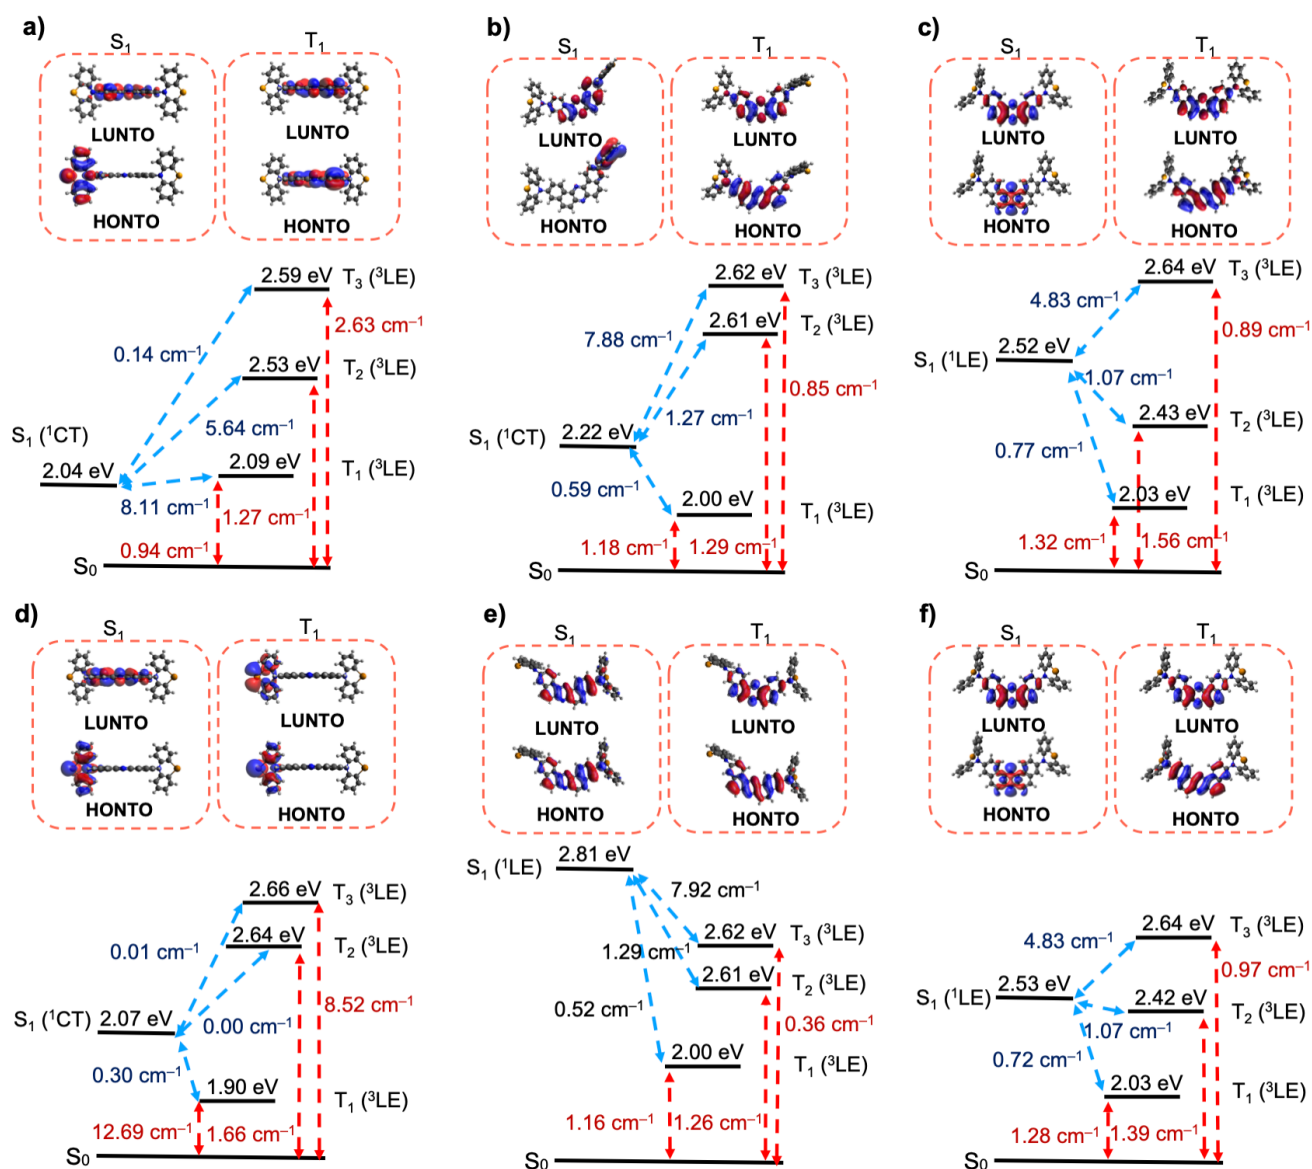 a)
S₁
T₁
LUNTO
LUNTO
HONTO
HONTO
2.59 eV
T₃ (³LE)
2.63 cm⁻¹
0.14 cm⁻¹
2.53 eV
T₂ (³LE)
5.64 cm⁻¹
S₁ (¹CT)
2.04 eV
2.09 eV
T₁ (³LE)
8.11 cm⁻¹
1.27 cm⁻¹
0.94 cm⁻¹
S₀
b)
S₁
T₁
LUNTO
LUNTO
HONTO
HONTO
2.62 eV
T₃ (³LE)
7.88 cm⁻¹
2.61 eV
T₂ (³LE)
0.85 cm⁻¹
1.27 cm⁻¹
S₁ (¹CT)
2.22 eV
0.59 cm⁻¹
2.00 eV
T₁ (³LE)
1.18 cm⁻¹
1.29 cm⁻¹
S₀
c)
S₁
T₁
LUNTO
LUNTO
HONTO
HONTO
2.64 eV
T₃ (³LE)
4.83 cm⁻¹
0.89 cm⁻¹
S₁ (¹LE)
2.52 eV
1.07 cm⁻¹
2.43 eV
T₂ (³LE)
0.77 cm⁻¹
2.03 eV
T₁ (³LE)
1.32 cm⁻¹
1.56 cm⁻¹
S₀
d)
S₁
T₁
LUNTO
LUNTO
HONTO
HONTO
2.66 eV
T₃ (³LE)
0.01 cm⁻¹
2.64 eV
T₂ (³LE)
8.52 cm⁻¹
S₁ (¹CT)
2.07 eV
0.00 cm⁻¹
0.30 cm⁻¹
1.90 eV
T₁ (³LE)
12.69 cm⁻¹
1.66 cm⁻¹
S₀
e)
S₁
T₁
LUNTO
LUNTO
HONTO
HONTO
S₁ (¹LE)
2.81 eV
7.92 cm⁻¹
2.62 eV
T₃ (³LE)
1.29 cm⁻¹
2.61 eV
T₂ (³LE)
0.52 cm⁻¹
0.36 cm⁻¹
2.00 eV
T₁ (³LE)
1.16 cm⁻¹
1.26 cm⁻¹
S₀
f)
S₁
T₁
LUNTO
LUNTO
HONTO
HONTO
2.64 eV
T₃ (³LE)
4.83 cm⁻¹
0.97 cm⁻¹
S₁ (¹LE)
2.53 eV
2.42 eV
T₂ (³LE)
1.07 cm⁻¹
0.72 cm⁻¹
2.03 eV
T₁ (³LE)
1.28 cm⁻¹
1.39 cm⁻¹
S₀